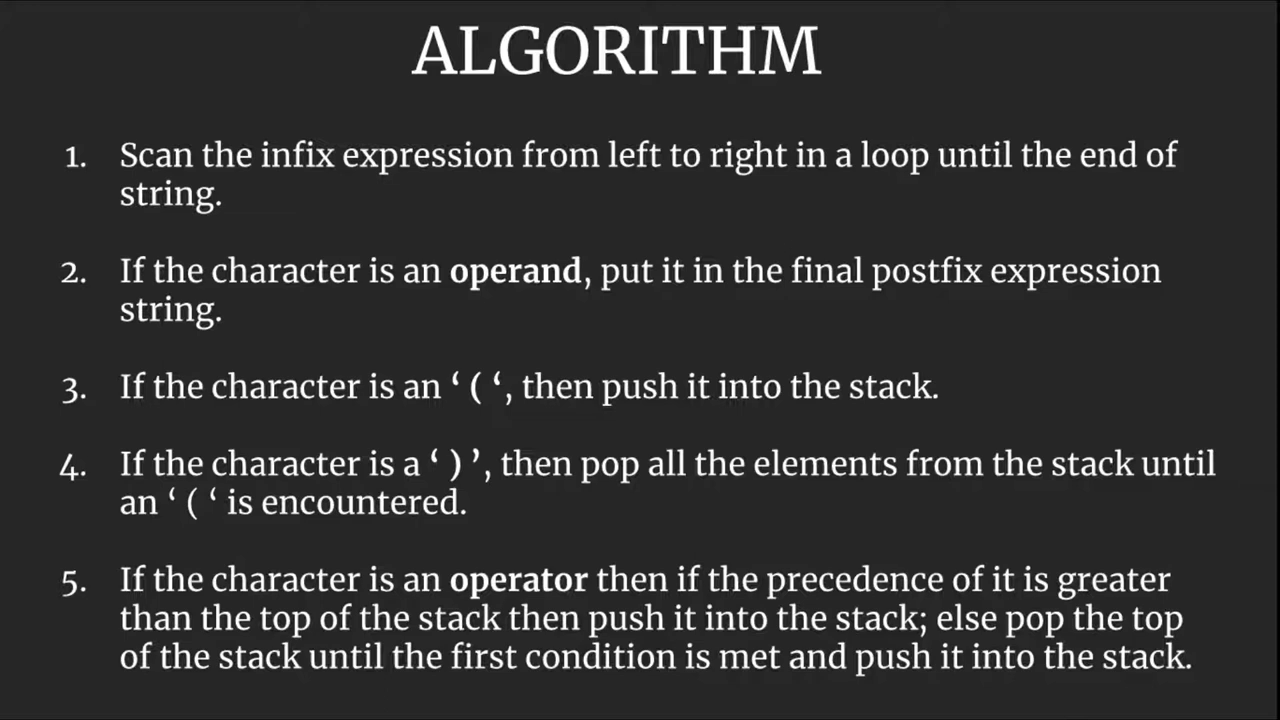 ALGORITHM
1. Scan the infix expression from left to right in a loop until the end of
string.
2. If the character is an operand, put it in the final postfix expression
string.
3. If the character is an ‘ ( ‘, then push it into the stack.
4. If the character is a ‘ ) ’, then pop all the elements from the stack until
an ‘ ( ‘ is encountered.
5. If the character is an operator then if the precedence of it is greater
than the top of the stack then push it into the stack; else pop the top
of the stack until the first condition is met and push it into the stack.